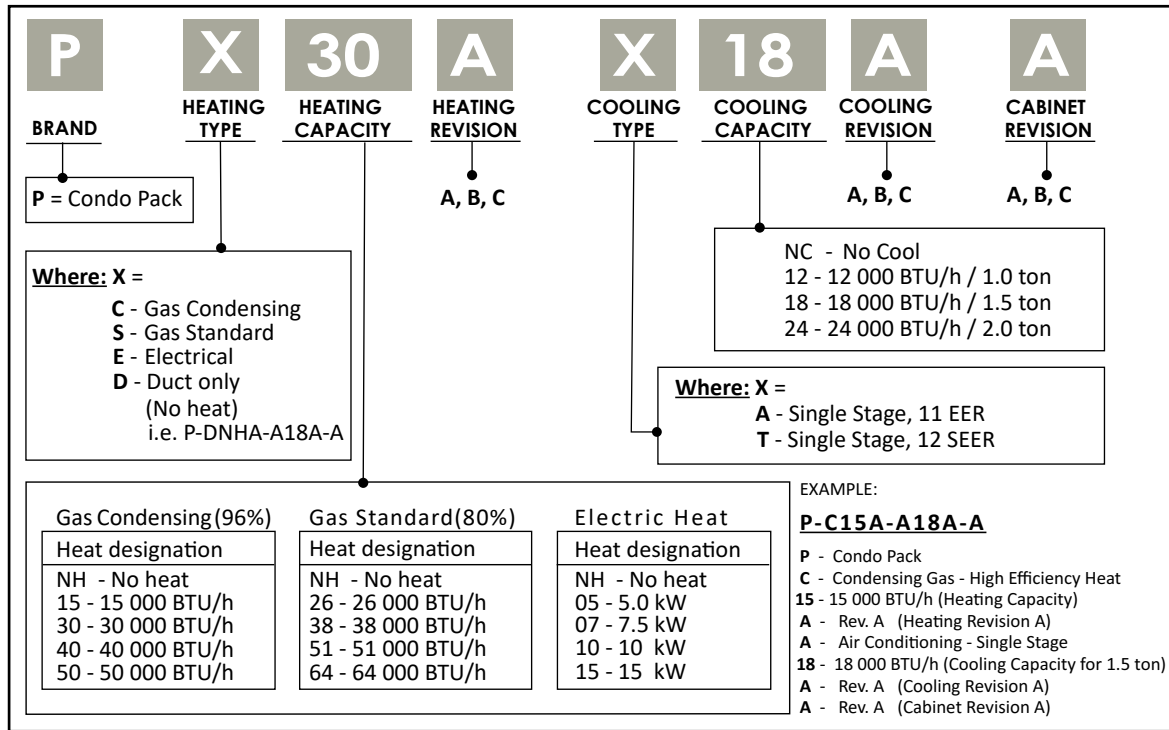 P X 30 A X 18 A A
BRAND
HEATING TYPE
HEATING CAPACITY
HEATING REVISION
COOLING TYPE
COOLING CAPACITY
COOLING REVISION
CABINET REVISION
P = Condo Pack
A, B, C
A, B, C
A, B, C
Where: X =
C - Gas Condensing
S - Gas Standard
E - Electrical
D - Duct only
(No heat)
i.e. P-DNHA-A18A-A
NC - No Cool
12 - 12 000 BTU/h / 1.0 ton
18 - 18 000 BTU/h / 1.5 ton
24 - 24 000 BTU/h / 2.0 ton
Where: X =
A - Single Stage, 11 EER
T - Single Stage, 12 SEER
Gas Condensing(96%)
Heat designation
NH - No heat
15 - 15 000 BTU/h
30 - 30 000 BTU/h
40 - 40 000 BTU/h
50 - 50 000 BTU/h
Gas Standard(80%)
Heat designation
NH - No heat
26 - 26 000 BTU/h
38 - 38 000 BTU/h
51 - 51 000 BTU/h
64 - 64 000 BTU/h
Electric Heat
Heat designation
NH - No heat
05 - 5.0 kW
07 - 7.5 kW
10 - 10 kW
15 - 15 kW
EXAMPLE:
P-C15A-A18A-A
P - Condo Pack
C - Condensing Gas - High Efficiency Heat
15 - 15 000 BTU/h (Heating Capacity)
A - Rev. A (Heating Revision A)
A - Air Conditioning - Single Stage
18 - 18 000 BTU/h (Cooling Capacity for 1.5 ton)
A - Rev. A (Cooling Revision A)
A - Rev. A (Cabinet Revision A)